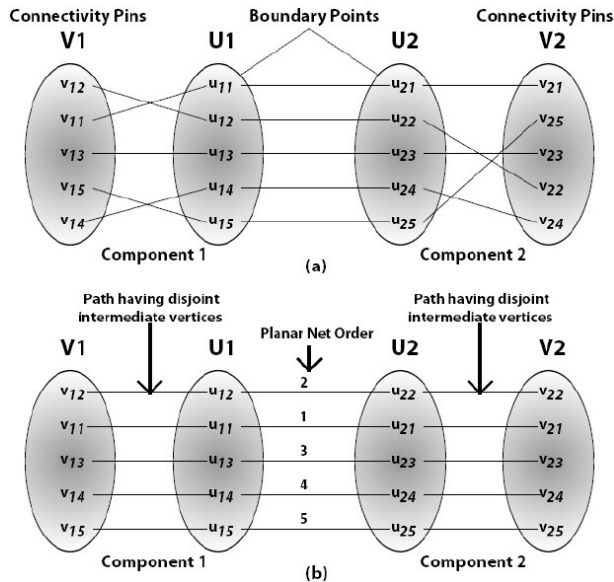 Connectivity Pins Boundary Points Connectivity Pins
V1 U1 U2 V2
v12 u11 u21 v21
v11 u12 u22 v25
v13 u13 u23 v23
v15 u14 u24 v22
v14 u15 u25 v24
Component 1 Component 2
(a)
Path having disjoint Path having disjoint
intermediate vertices intermediate vertices
Planar Net Order
V1 U1 U2 V2
v12 u12 2 u22 v22
v11 u11 1 u21 v21
v13 u13 3 u23 v23
v14 u14 4 u24 v24
v15 u15 5 u25 v25
Component 1 Component 2
(b)